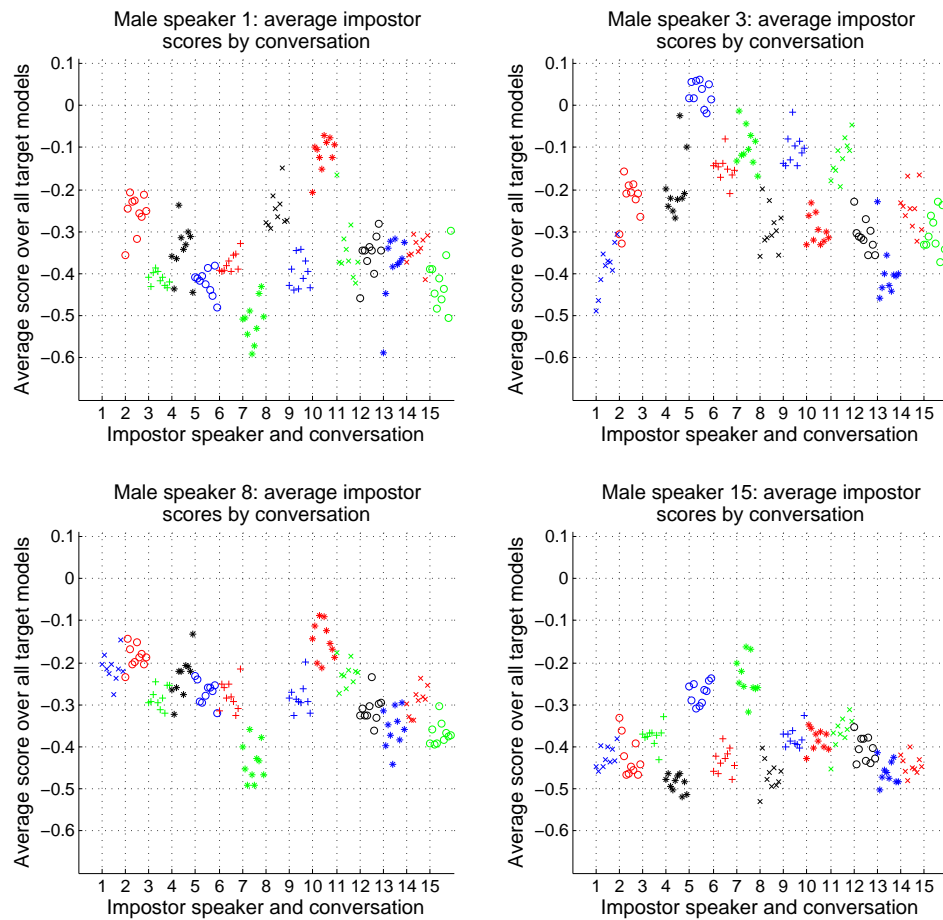 Male speaker 1: average impostor
scores by conversation
Average score over all target models
0.1
0
−0.1
−0.2
−0.3
−0.4
−0.5
−0.6
1 2 3 4 5 6 7 8 9 10 11 12 13 14 15
Impostor speaker and conversation
Male speaker 3: average impostor
scores by conversation
Average score over all target models
0.1
0
−0.1
−0.2
−0.3
−0.4
−0.5
−0.6
1 2 3 4 5 6 7 8 9 10 11 12 13 14 15
Impostor speaker and conversation
Male speaker 8: average impostor
scores by conversation
Average score over all target models
0.1
0
−0.1
−0.2
−0.3
−0.4
−0.5
−0.6
1 2 3 4 5 6 7 8 9 10 11 12 13 14 15
Impostor speaker and conversation
Male speaker 15: average impostor
scores by conversation
Average score over all target models
0.1
0
−0.1
−0.2
−0.3
−0.4
−0.5
−0.6
1 2 3 4 5 6 7 8 9 10 11 12 13 14 15
Impostor speaker and conversation